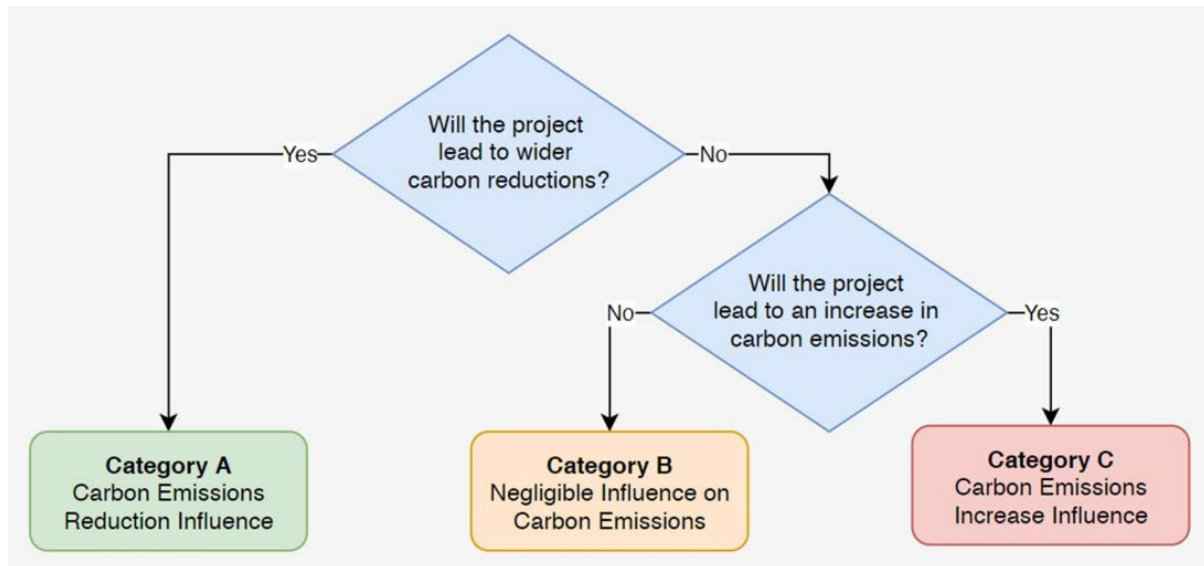 Will the project
lead to wider
carbon reductions?
Yes
No
Will the project
lead to an increase in
carbon emissions?
No
Yes
Category A
Carbon Emissions
Reduction Influence
Category B
Negligible Influence on
Carbon Emissions
Category C
Carbon Emissions
Increase Influence